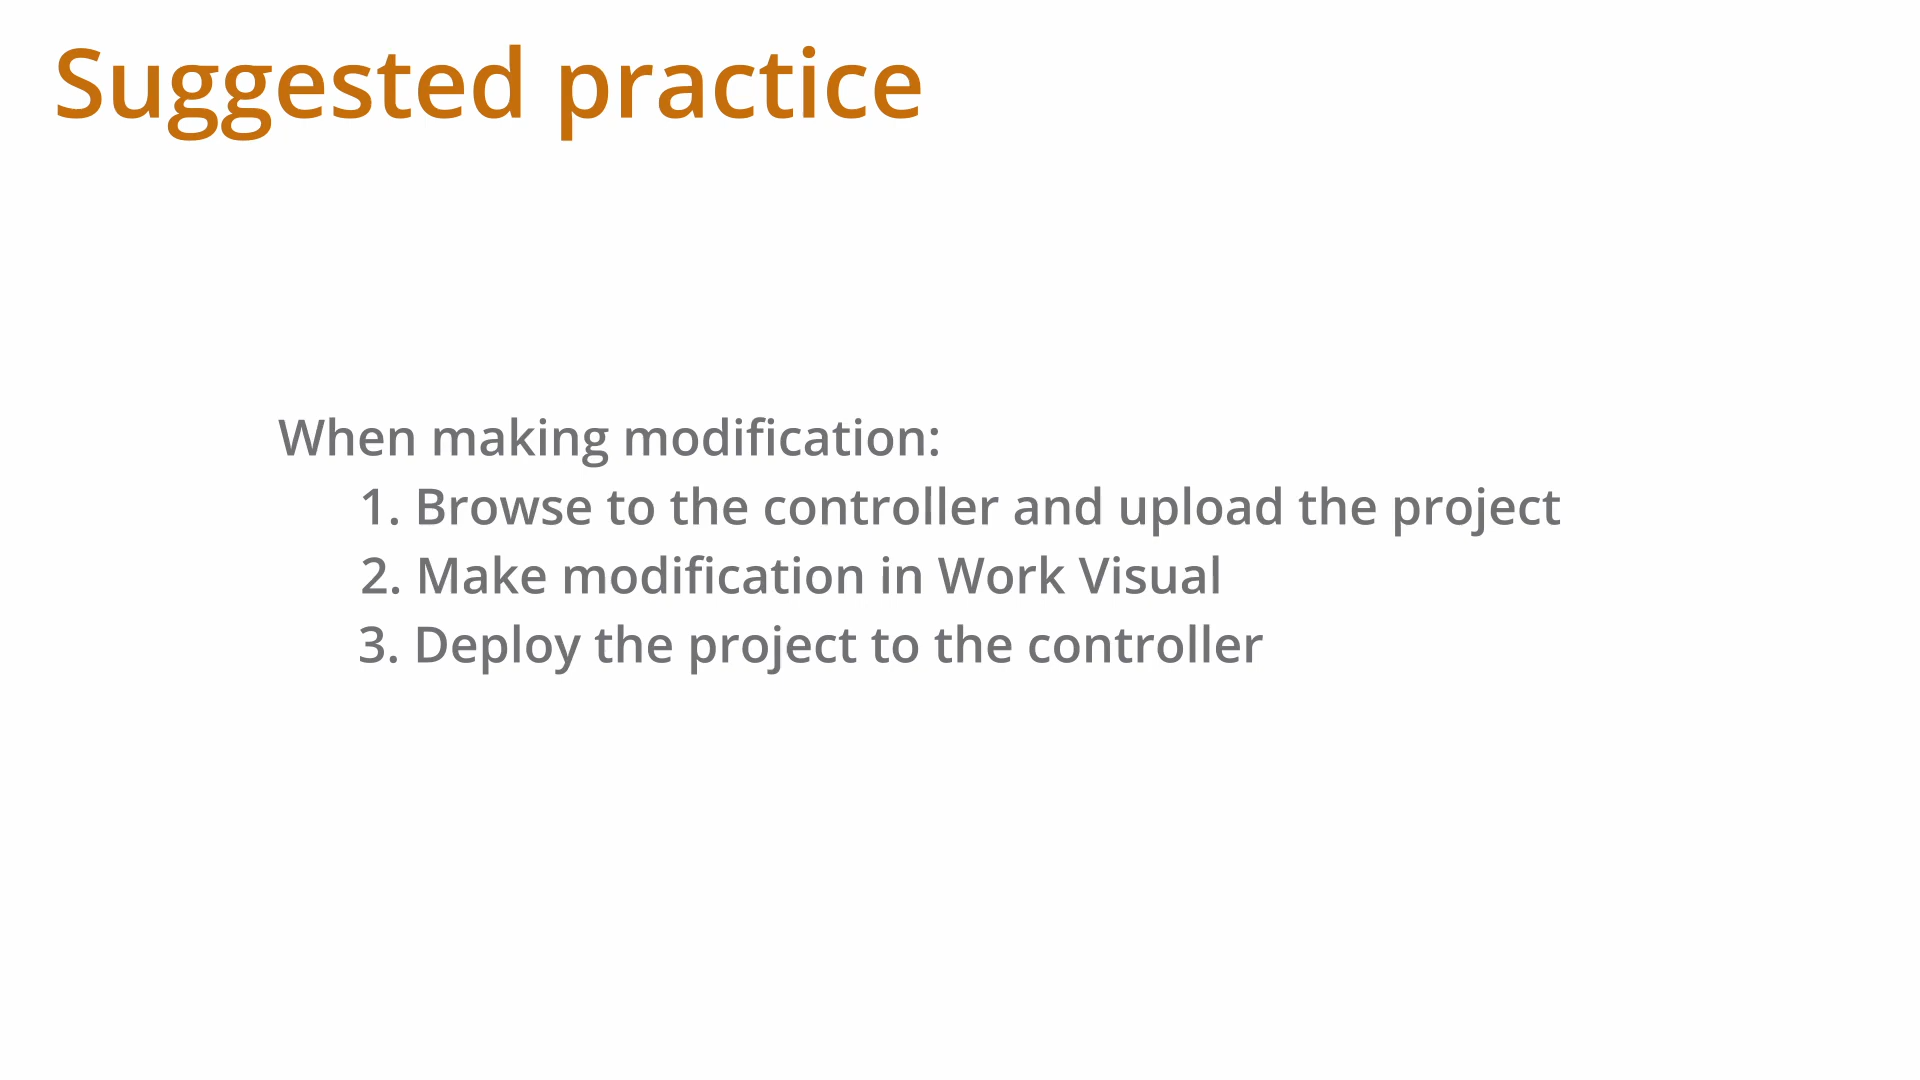 Suggested practice
When making modification:
1. Browse to the controller and upload the project
2. Make modification in Work Visual
3. Deploy the project to the controller